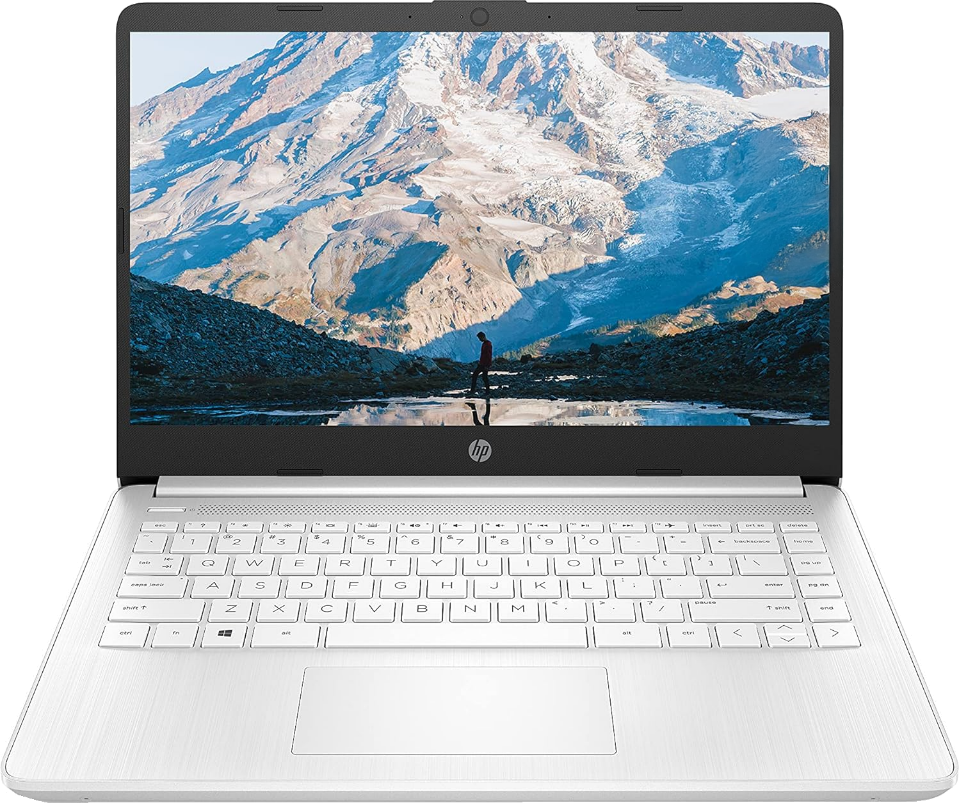 hp
esc ? insert prt sc delete
1 2 3 4 5 6 7 8 9 0 - = backspace home
tab Q W E R T Y U I O P [ ] \ pg up
caps lock A S D F G H J K L ; enter pg dn
shift Z X C V B N M < , > . ? / pause shift end
ctrl fn alt alt ctrl